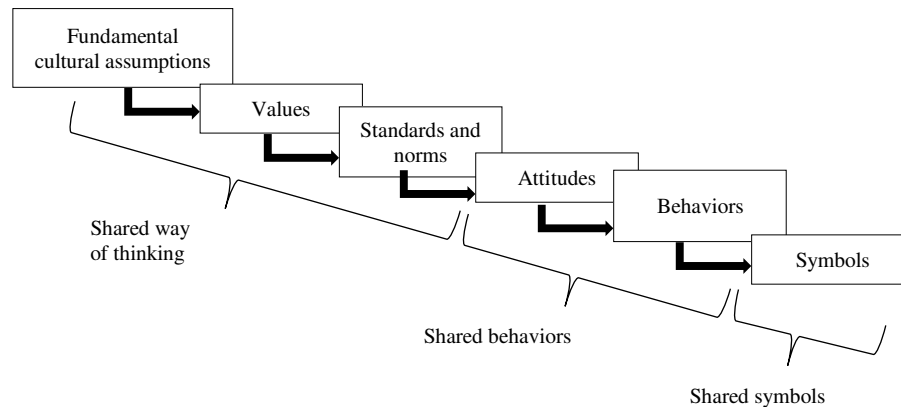 Fundamental
cultural assumptions
Values
Standards and
norms
Attitudes
Behaviors
Symbols
Shared way
of thinking
Shared behaviors
Shared symbols